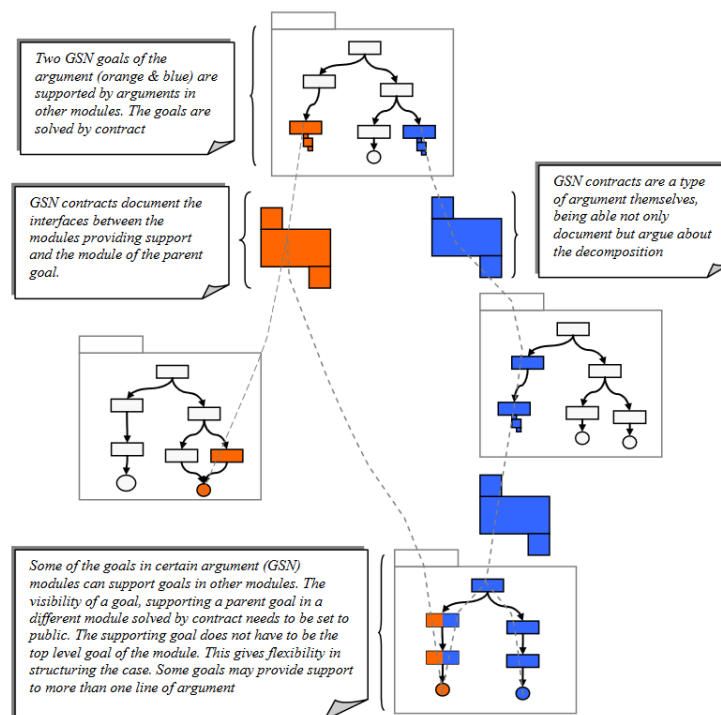 Two GSN goals of the
argument (orange & blue) are
supported by arguments in
other modules. The goals are
solved by contract
GSN contracts document the
interfaces between the
modules providing support
and the module of the parent
goal.
GSN contracts are a type
of argument themselves,
being able not only
document but argue about
the decomposition
Some of the goals in certain argument (GSN)
modules can support goals in other modules. The
visibility of a goal, supporting a parent goal in a
different module solved by contract needs to be set to
public. The supporting goal does not have to be the
top level goal of the module. This gives flexibility in
structuring the case. Some goals may provide support
to more than one line of argument